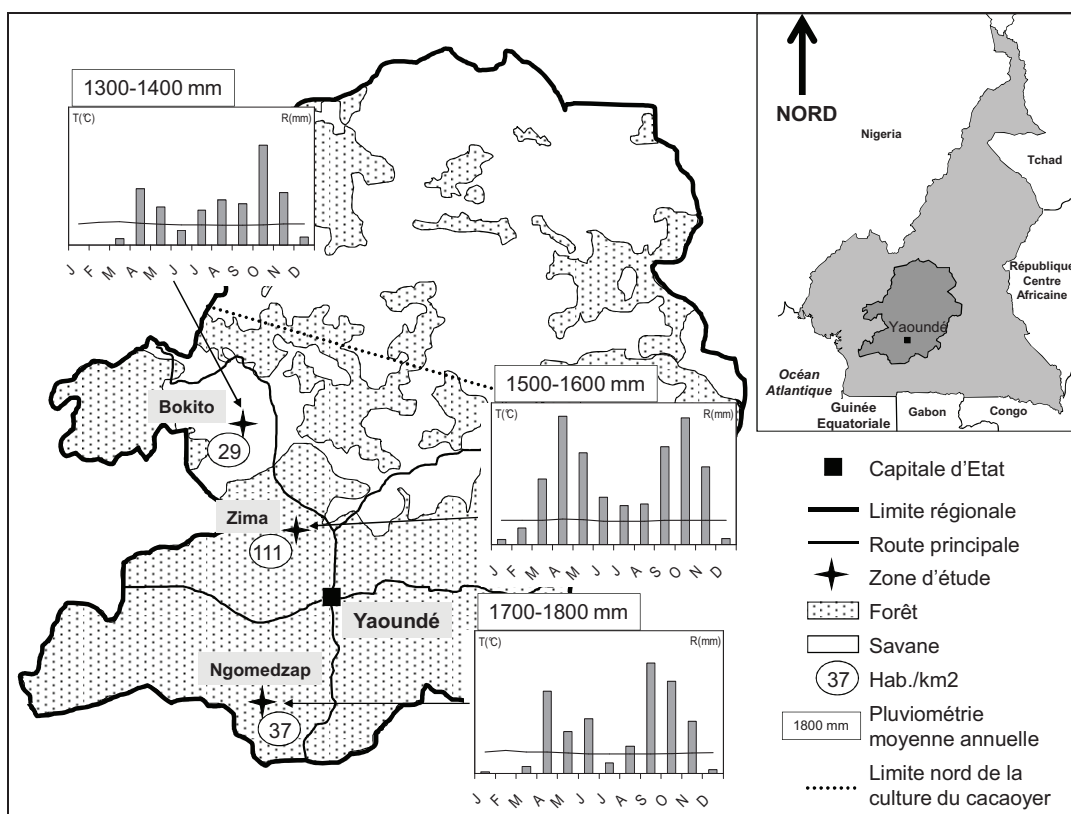 1300-1400 mm
T(°C) R(mm)
J F M A M J J A S O N D
Bokito
29
Zima
111
Yaoundé
Ngomedzap
37
1500-1600 mm
T(°C) R(mm)
J F M A M J J A S O N D
1700-1800 mm
T(°C) R(mm)
J F M A M J J A S O N D
NORD
Nigeria
Tchad
République
Centre
Africaine
Yaoundé
Océan
Atlantique
Guinée
Equatoriale
Gabon
Congo
Capitale d'Etat
Limite régionale
Route principale
Zone d'étude
Forêt
Savane
37 Hab./km2
1800 mm Pluviométrie
moyenne annuelle
Limite nord de la
culture du cacaoyer